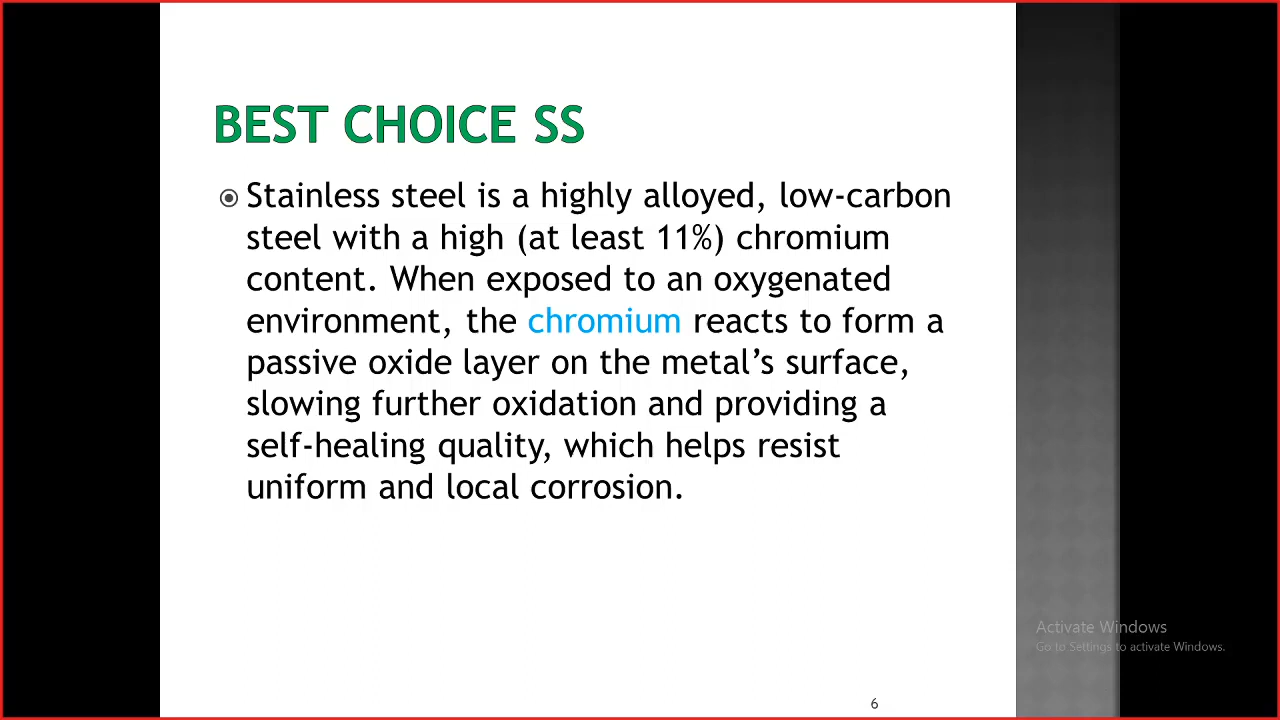 BEST CHOICE SS
Stainless steel is a highly alloyed, low-carbon
steel with a high (at least 11%) chromium
content. When exposed to an oxygenated
environment, the chromium reacts to form a
passive oxide layer on the metal’s surface,
slowing further oxidation and providing a
self-healing quality, which helps resist
uniform and local corrosion.
Activate Windows
Go to Settings to activate Windows.
6